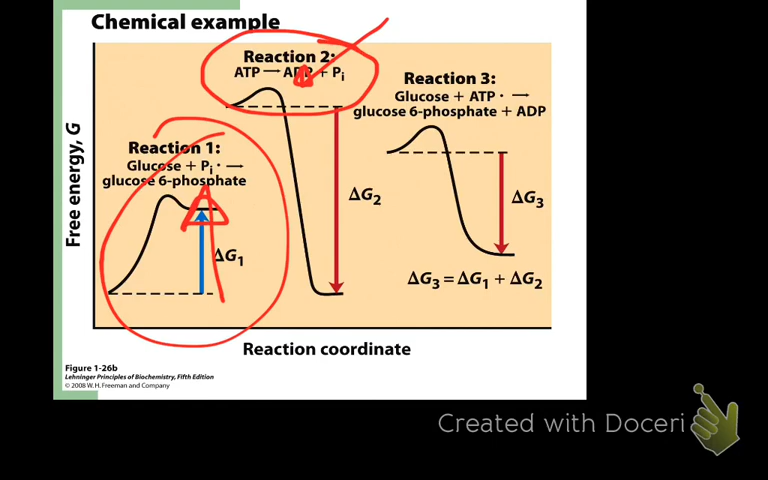 Chemical example
Reaction 2:
ATP → ADP + Pi
Reaction 3:
Glucose + ATP · →
glucose 6-phosphate + ADP
Reaction 1:
Glucose + Pi · →
glucose 6-phosphate
Free energy, G
ΔG2
ΔG3
ΔG1
ΔG3 = ΔG1 + ΔG2
Reaction coordinate
Figure 1-26b
Lehninger Principles of Biochemistry, Fifth Edition
© 2008 W. H. Freeman and Company
Created with Doceri